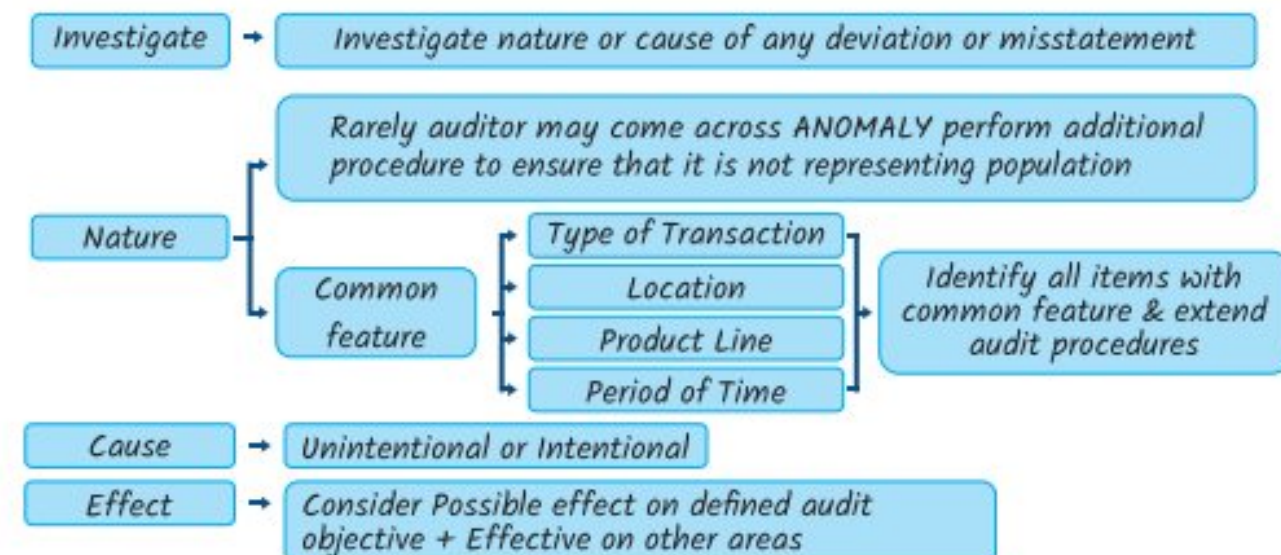 Investigate
Investigate nature or cause of any deviation or misstatement
Rarely auditor may come across ANOMALY perform additional
procedure to ensure that it is not representing population
Nature
Common
feature
Type of Transaction
Location
Product Line
Period of Time
Identify all items with
common feature & extend
audit procedures
Cause
Unintentional or Intentional
Effect
Consider Possible effect on defined audit
objective + Effective on other areas